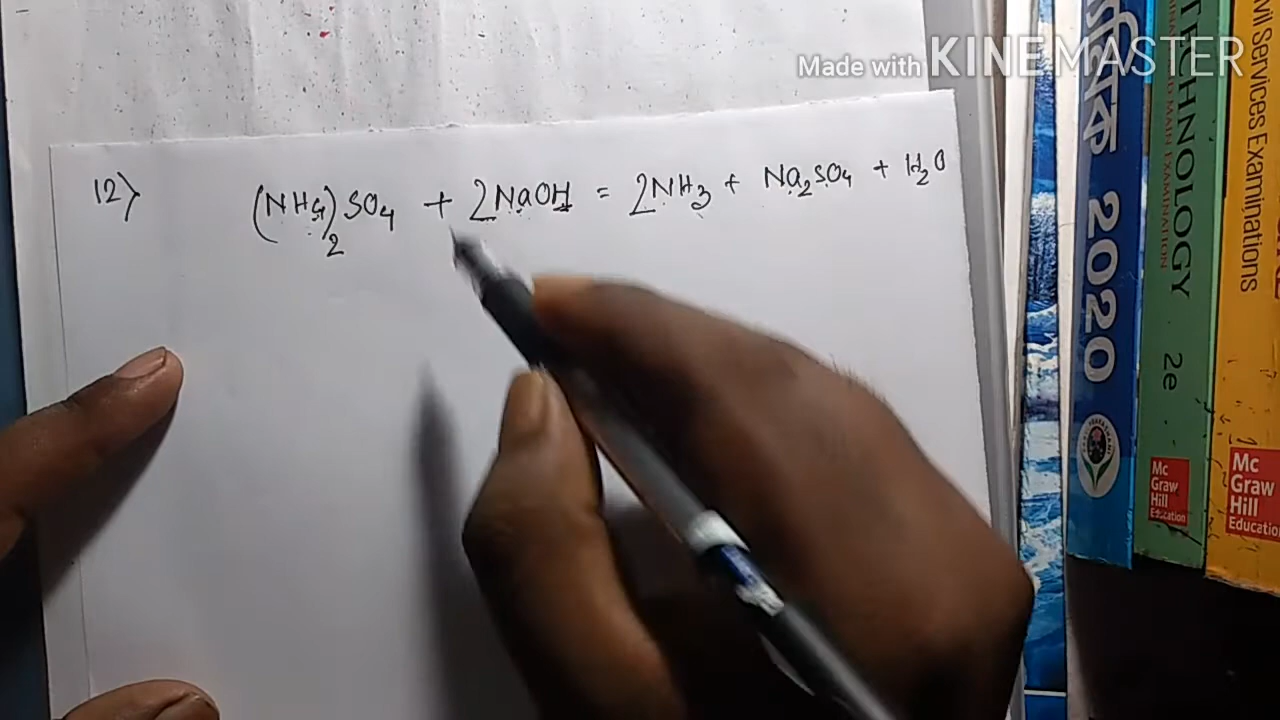 Made with KINEMASTER
12) (NH4)2SO4 + 2NaOH = 2NH3 + Na2SO4 + H2O
2020
TECHNOLOGY 2e
Mc
Graw
Hill
Education
ivil Services Examinations
Mc
Graw
Hill
Education